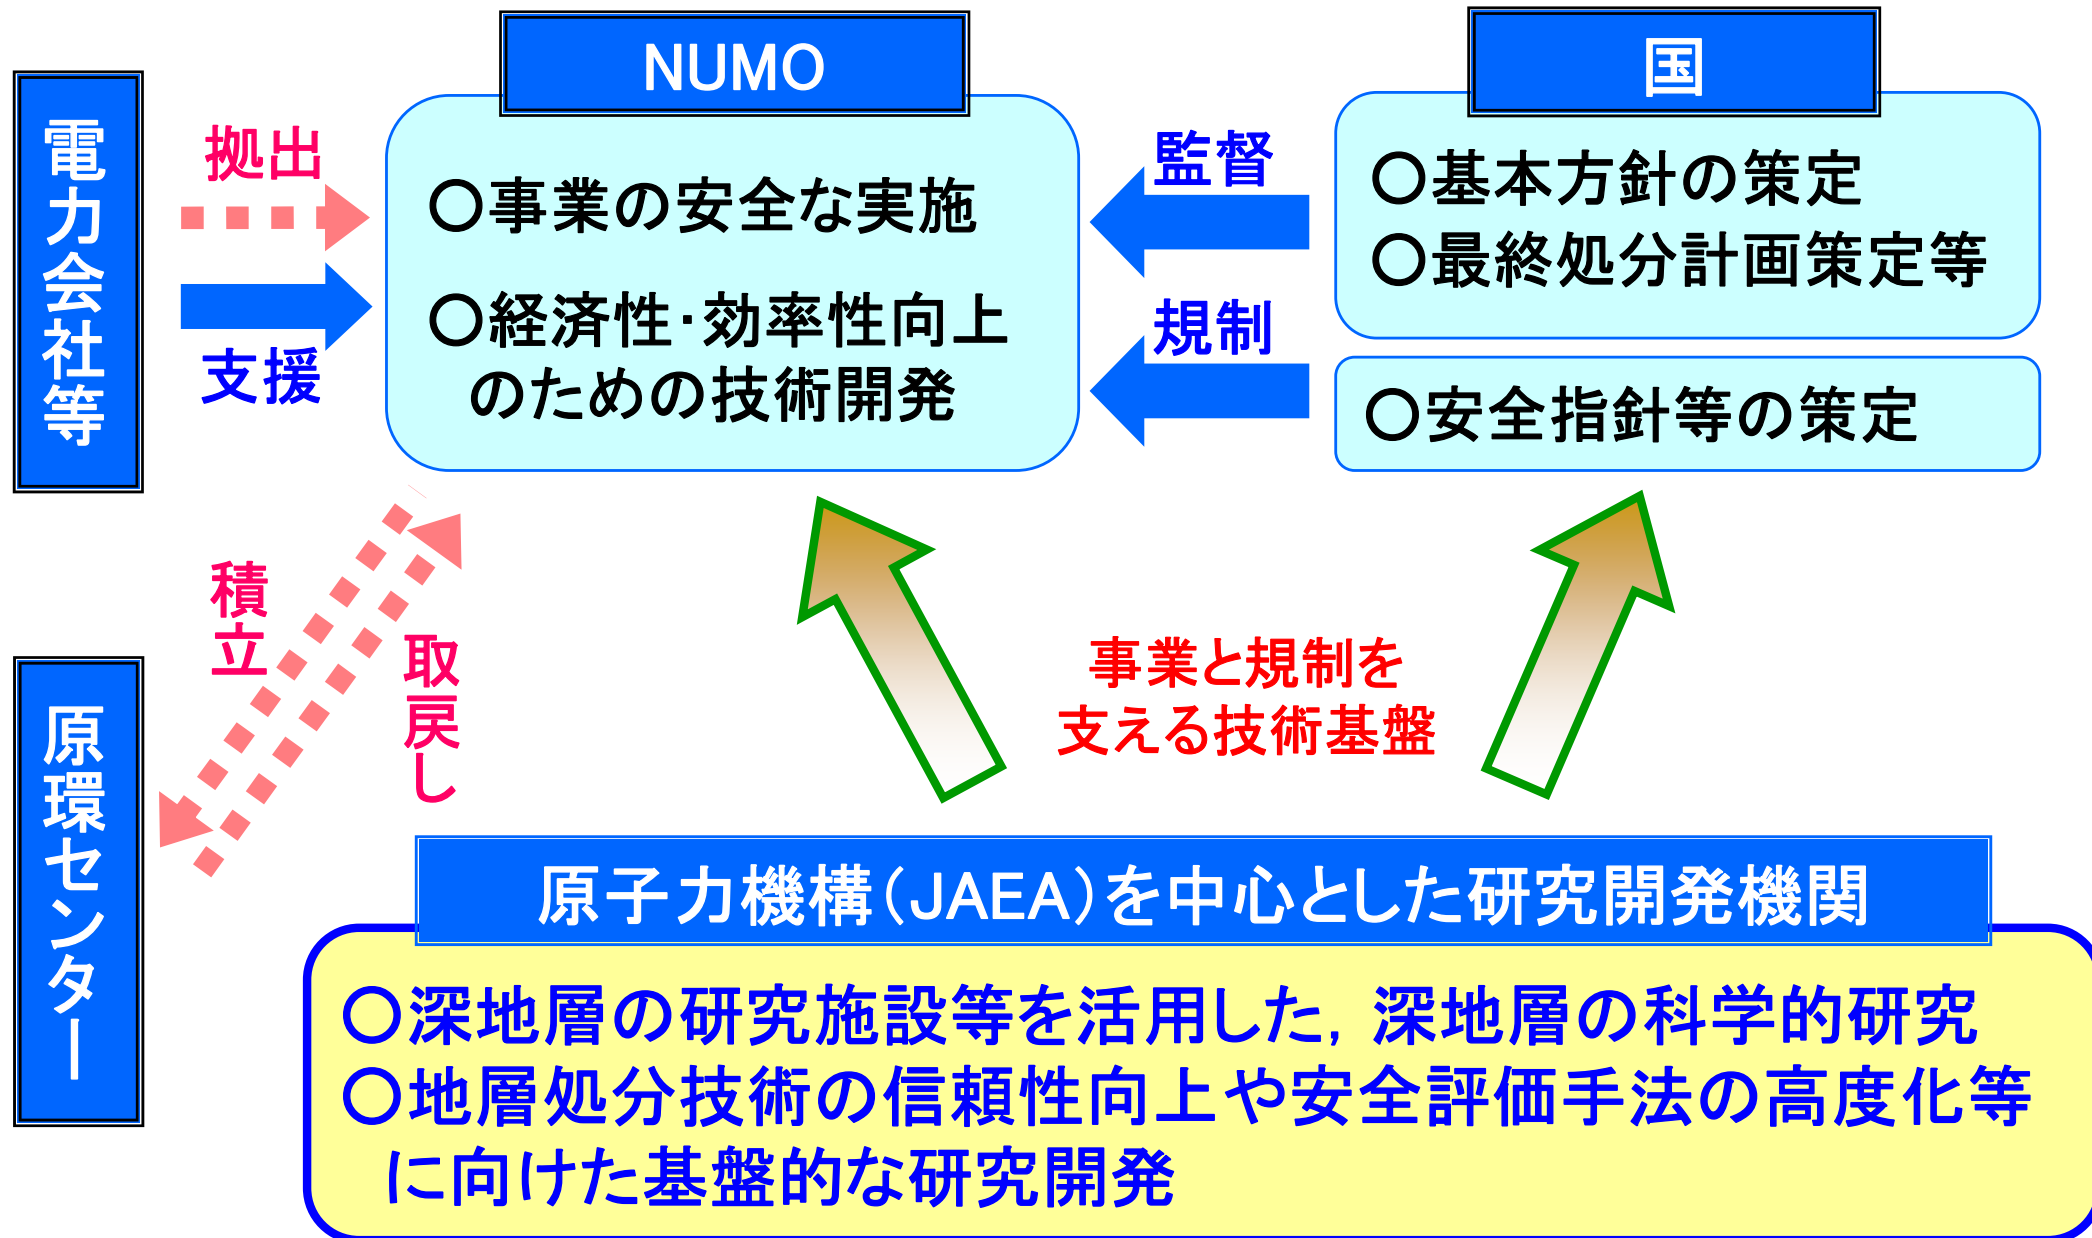 NUMO
国
電力会社等
拠出
支援
○事業の安全な実施
○経済性・効率性向上
のための技術開発
監督
規制
○基本方針の策定
○最終処分計画策定等
○安全指針等の策定
積立
取戻し
事業と規制を
支える技術基盤
原環センター
原子力機構(JAEA)を中心とした研究開発機関
○深地層の研究施設等を活用した，深地層の科学的研究
○地層処分技術の信頼性向上や安全評価手法の高度化等
に向けた基盤的な研究開発